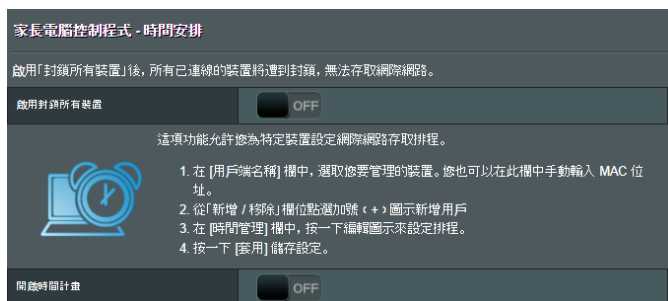 家長電腦控制程式 - 時間安排
啟用「封鎖所有裝置」後，所有已連線的裝置將遭到封鎖，無法存取網際網路。
啟用封鎖所有裝置
OFF
這項功能允許您為特定裝置設定網際網路存取排程。
1. 在 [用戶端名稱] 欄中，選取您要管理的裝置。您也可以在此欄中手動輸入 MAC 位
址。
2. 從「新增 / 移除」欄位點選加號（+）圖示新增用戶
3. 在 [時間管理] 欄中，按一下編輯圖示來設定排程。
4. 按一下 [套用] 儲存設定。
開啟時間計畫
OFF